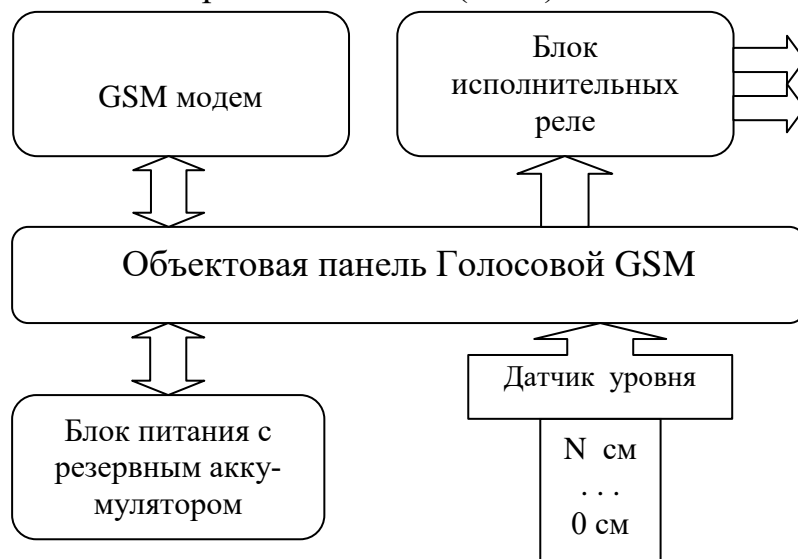 GSM модем
Блок
исполнительных
реле
Объектовая панель Голосовой GSM
Датчик уровня
Блок питания с
резервным акку-
мулятором
N см
. . .
0 см